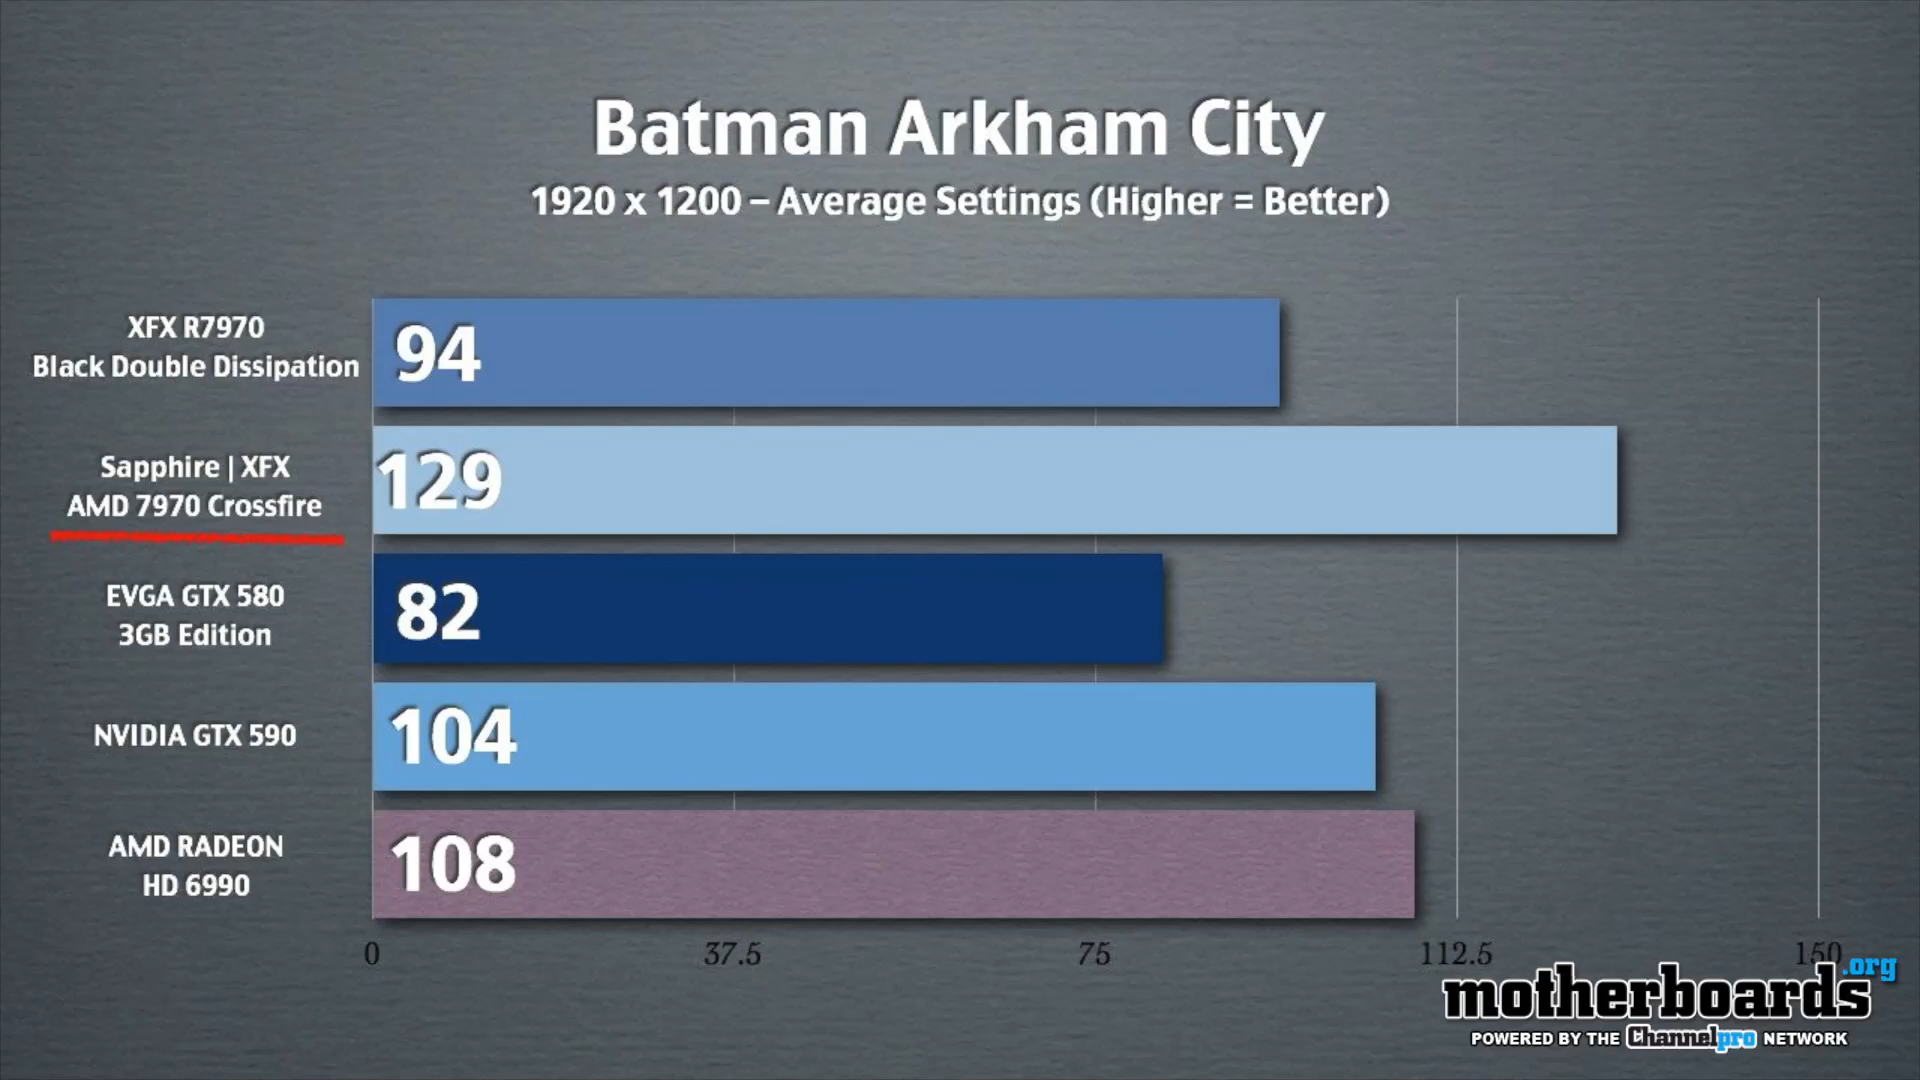 Batman Arkham City
1920 x 1200 – Average Settings (Higher = Better)
XFX R7970
Black Double Dissipation
94
Sapphire | XFX
AMD 7970 Crossfire
129
EVGA GTX 580
3GB Edition
82
NVIDIA GTX 590
104
AMD RADEON
HD 6990
108
0 37.5 75 112.5 150
motherboards.org
POWERED BY THE Channelpro NETWORK